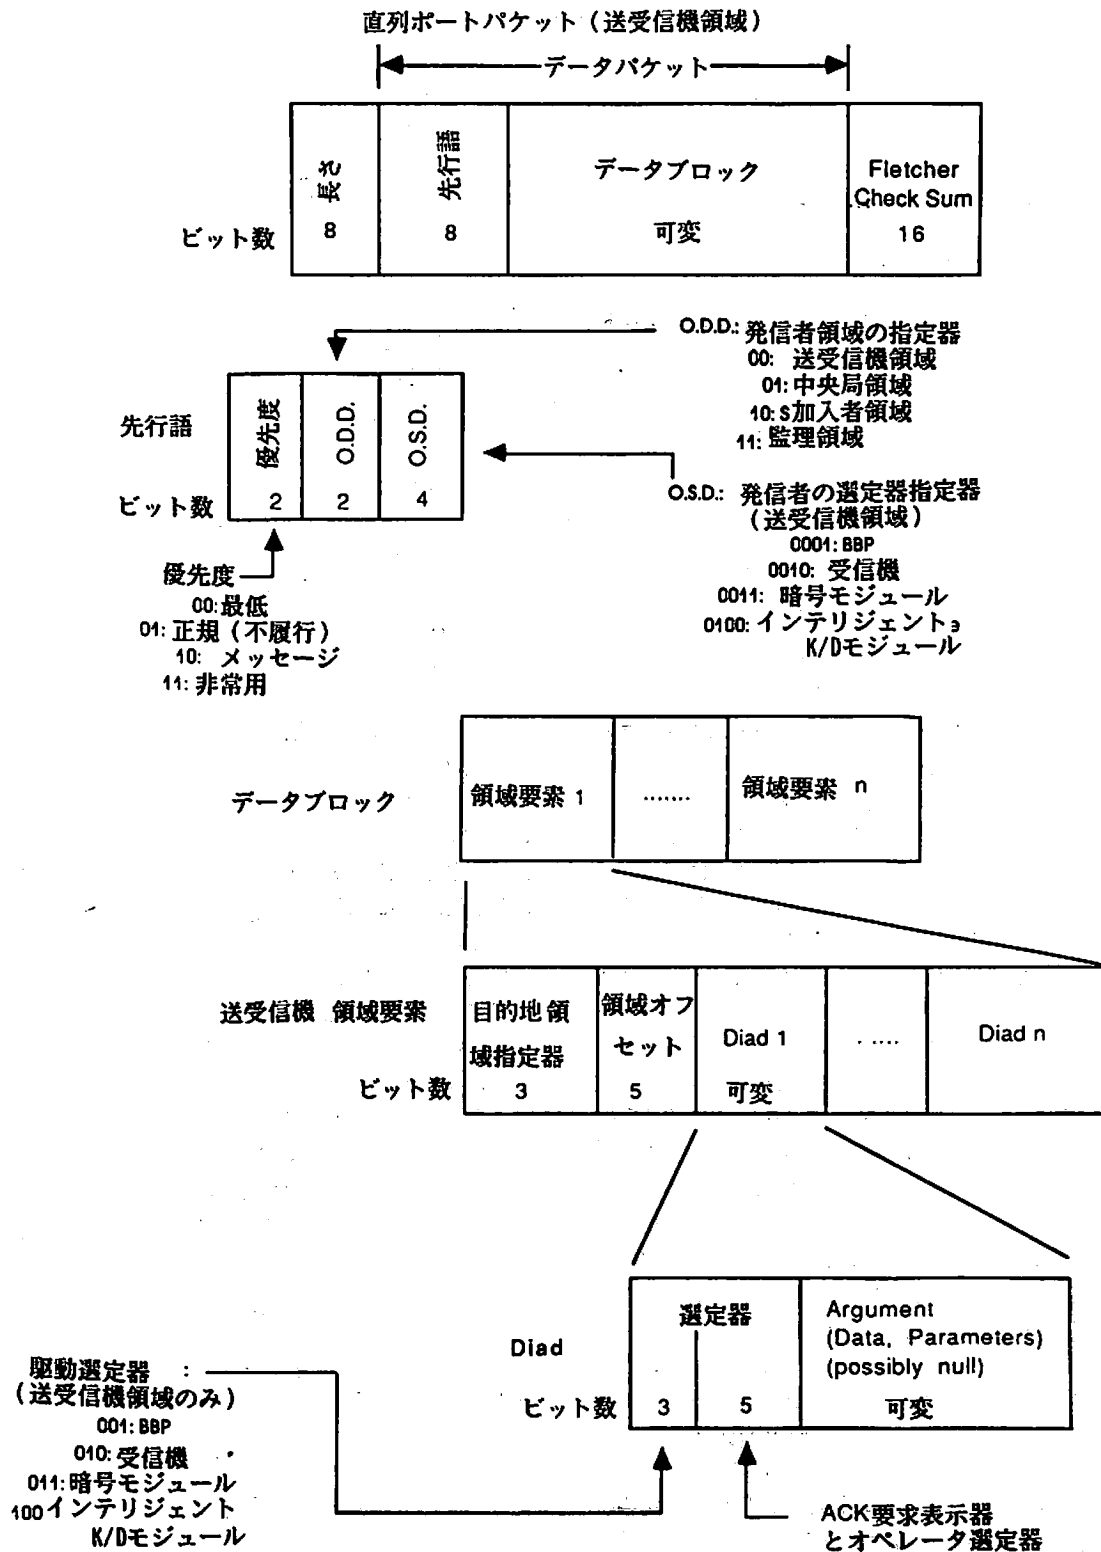 直列ポートパケット（送受信機領域）
データパケット
長さ
先行語
データブロック
Fletcher
Check Sum
ビット数
8
8
可変
16
O.D.D.: 発信者領域の指定器
00: 送受信機領域
01: 中央局領域
10: S加入者領域
11: 監理領域
先行語
優先度
O.D.D.
O.S.D.
ビット数
2
2
4
O.S.D.: 発信者の選定器指定器
（送受信機領域）
0001: BBP
0010: 受信機
0011: 暗号モジュール
0100: インテリジェント
K/Dモジュール
優先度
00: 最低
01: 正規（不履行）
10: メッセージ
11: 非常用
データブロック
領域要素 1
.......
領域要素 n
送受信機 領域要素
目的地領
域指定器
領域オフ
セット
Diad 1
.....
Diad n
ビット数
3
5
可変
Diad
選定器
Argument
(Data, Parameters)
(possibly null)
ビット数
3
5
可変
駆動選定器 :
（送受信機領域のみ）
001: BBP
010: 受信機
011: 暗号モジュール
100インテリジェント
K/Dモジュール
ACK要求表示器
とオペレータ選定器